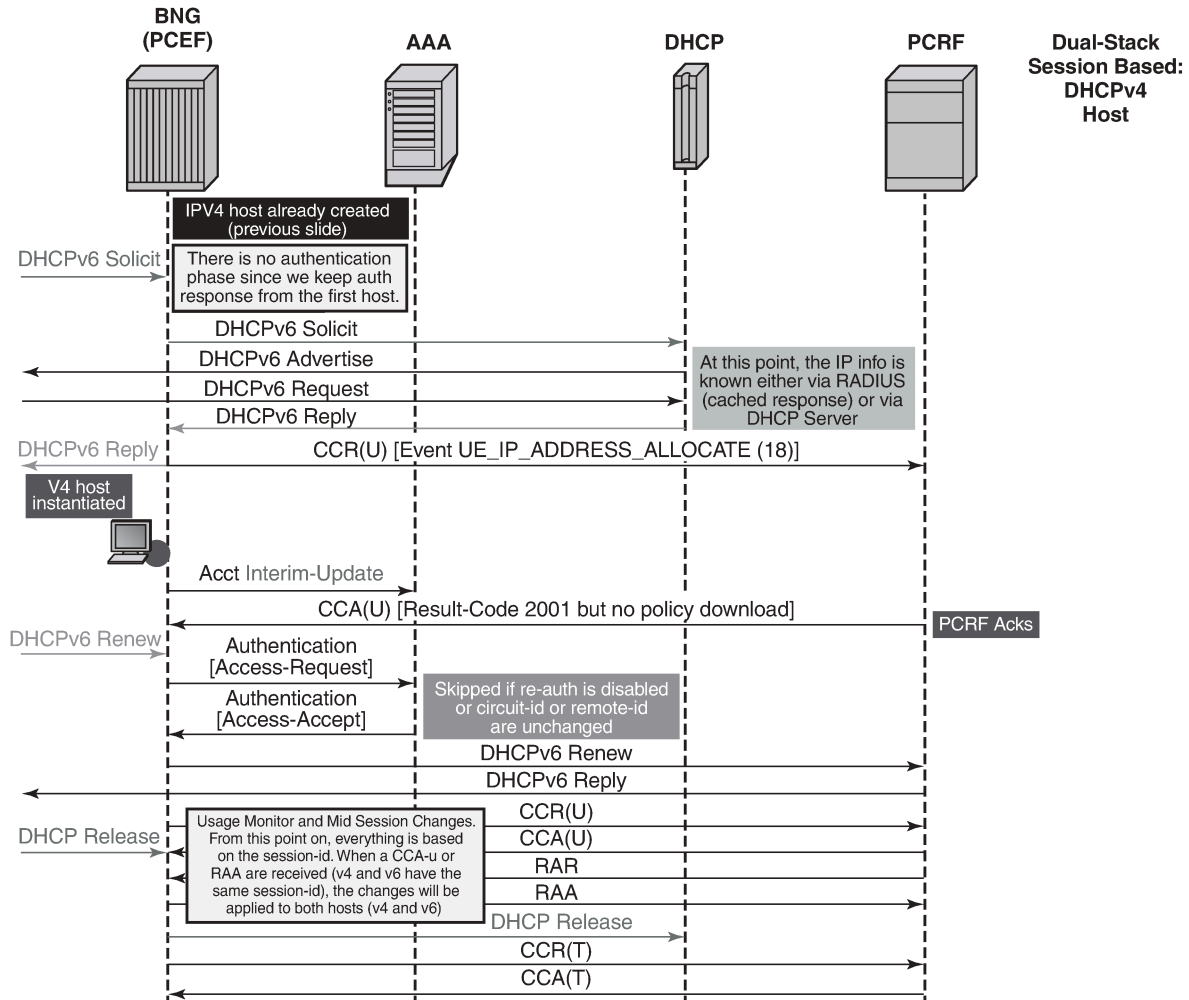 BNG
(PCEF)
AAA
DHCP
PCRF
Dual-Stack
Session Based:
DHCPv4
Host
IPV4 host already created
(previous slide)
DHCPv6 Solicit
There is no authentication
phase since we keep auth
response from the first host.
DHCPv6 Solicit
DHCPv6 Advertise
DHCPv6 Request
DHCPv6 Reply
At this point, the IP info is
known either via RADIUS
(cached response) or via
DHCP Server
DHCPv6 Reply
CCR(U) [Event UE_IP_ADDRESS_ALLOCATE (18)]
V4 host
instantiated
Acct Interim-Update
CCA(U) [Result-Code 2001 but no policy download]
PCRF Acks
DHCPv6 Renew
Authentication
[Access-Request]
Authentication
[Access-Accept]
Skipped if re-auth is disabled
or circuit-id or remote-id
are unchanged
DHCPv6 Renew
DHCPv6 Reply
DHCP Release
Usage Monitor and Mid Session Changes.
From this point on, everything is based
on the session-id. When a CCA-u or
RAA are received (v4 and v6 have the
same session-id), the changes will be
applied to both hosts (v4 and v6)
CCR(U)
CCA(U)
RAR
RAA
DHCP Release
CCR(T)
CCA(T)